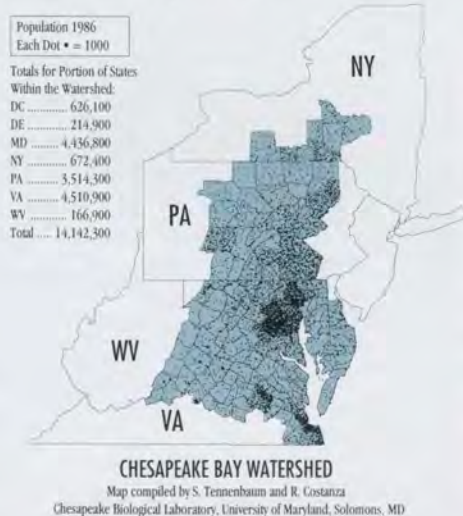 Population 1986
Each Dot • = 1000
Totals for Portion of States
Within the Watershed:
DC ............ 626,100
DE ............ 214,900
MD ......... 4,436,800
NY ............ 672,400
PA .......... 3,514,300
VA .......... 4,510,900
WV ........... 166,900
Total ..... 14,142,300
NY
PA
WV
VA
CHESAPEAKE BAY WATERSHED
Map compiled by S. Tennenbaum and R. Costanza
Chesapeake Biological Laboratory, University of Maryland, Solomons, MD